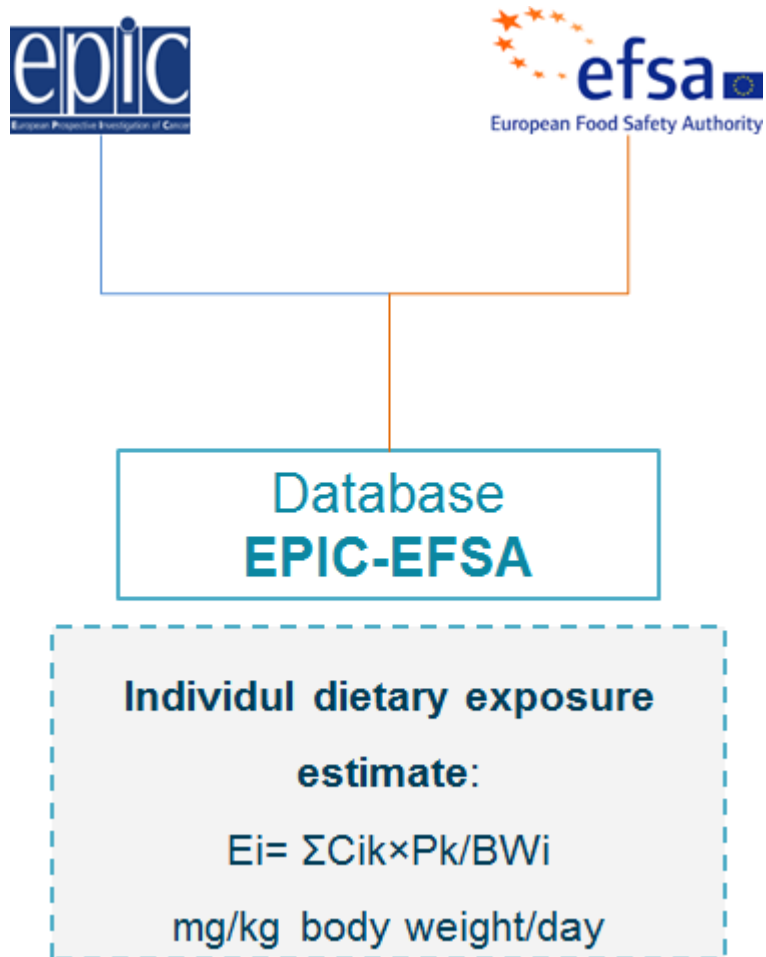 epic
European Prospective Investigation of Cancer
efsa
European Food Safety Authority
Database
EPIC-EFSA
Individul dietary exposure
estimate:
Ei= ΣCik×Pk/BWi
mg/kg body weight/day